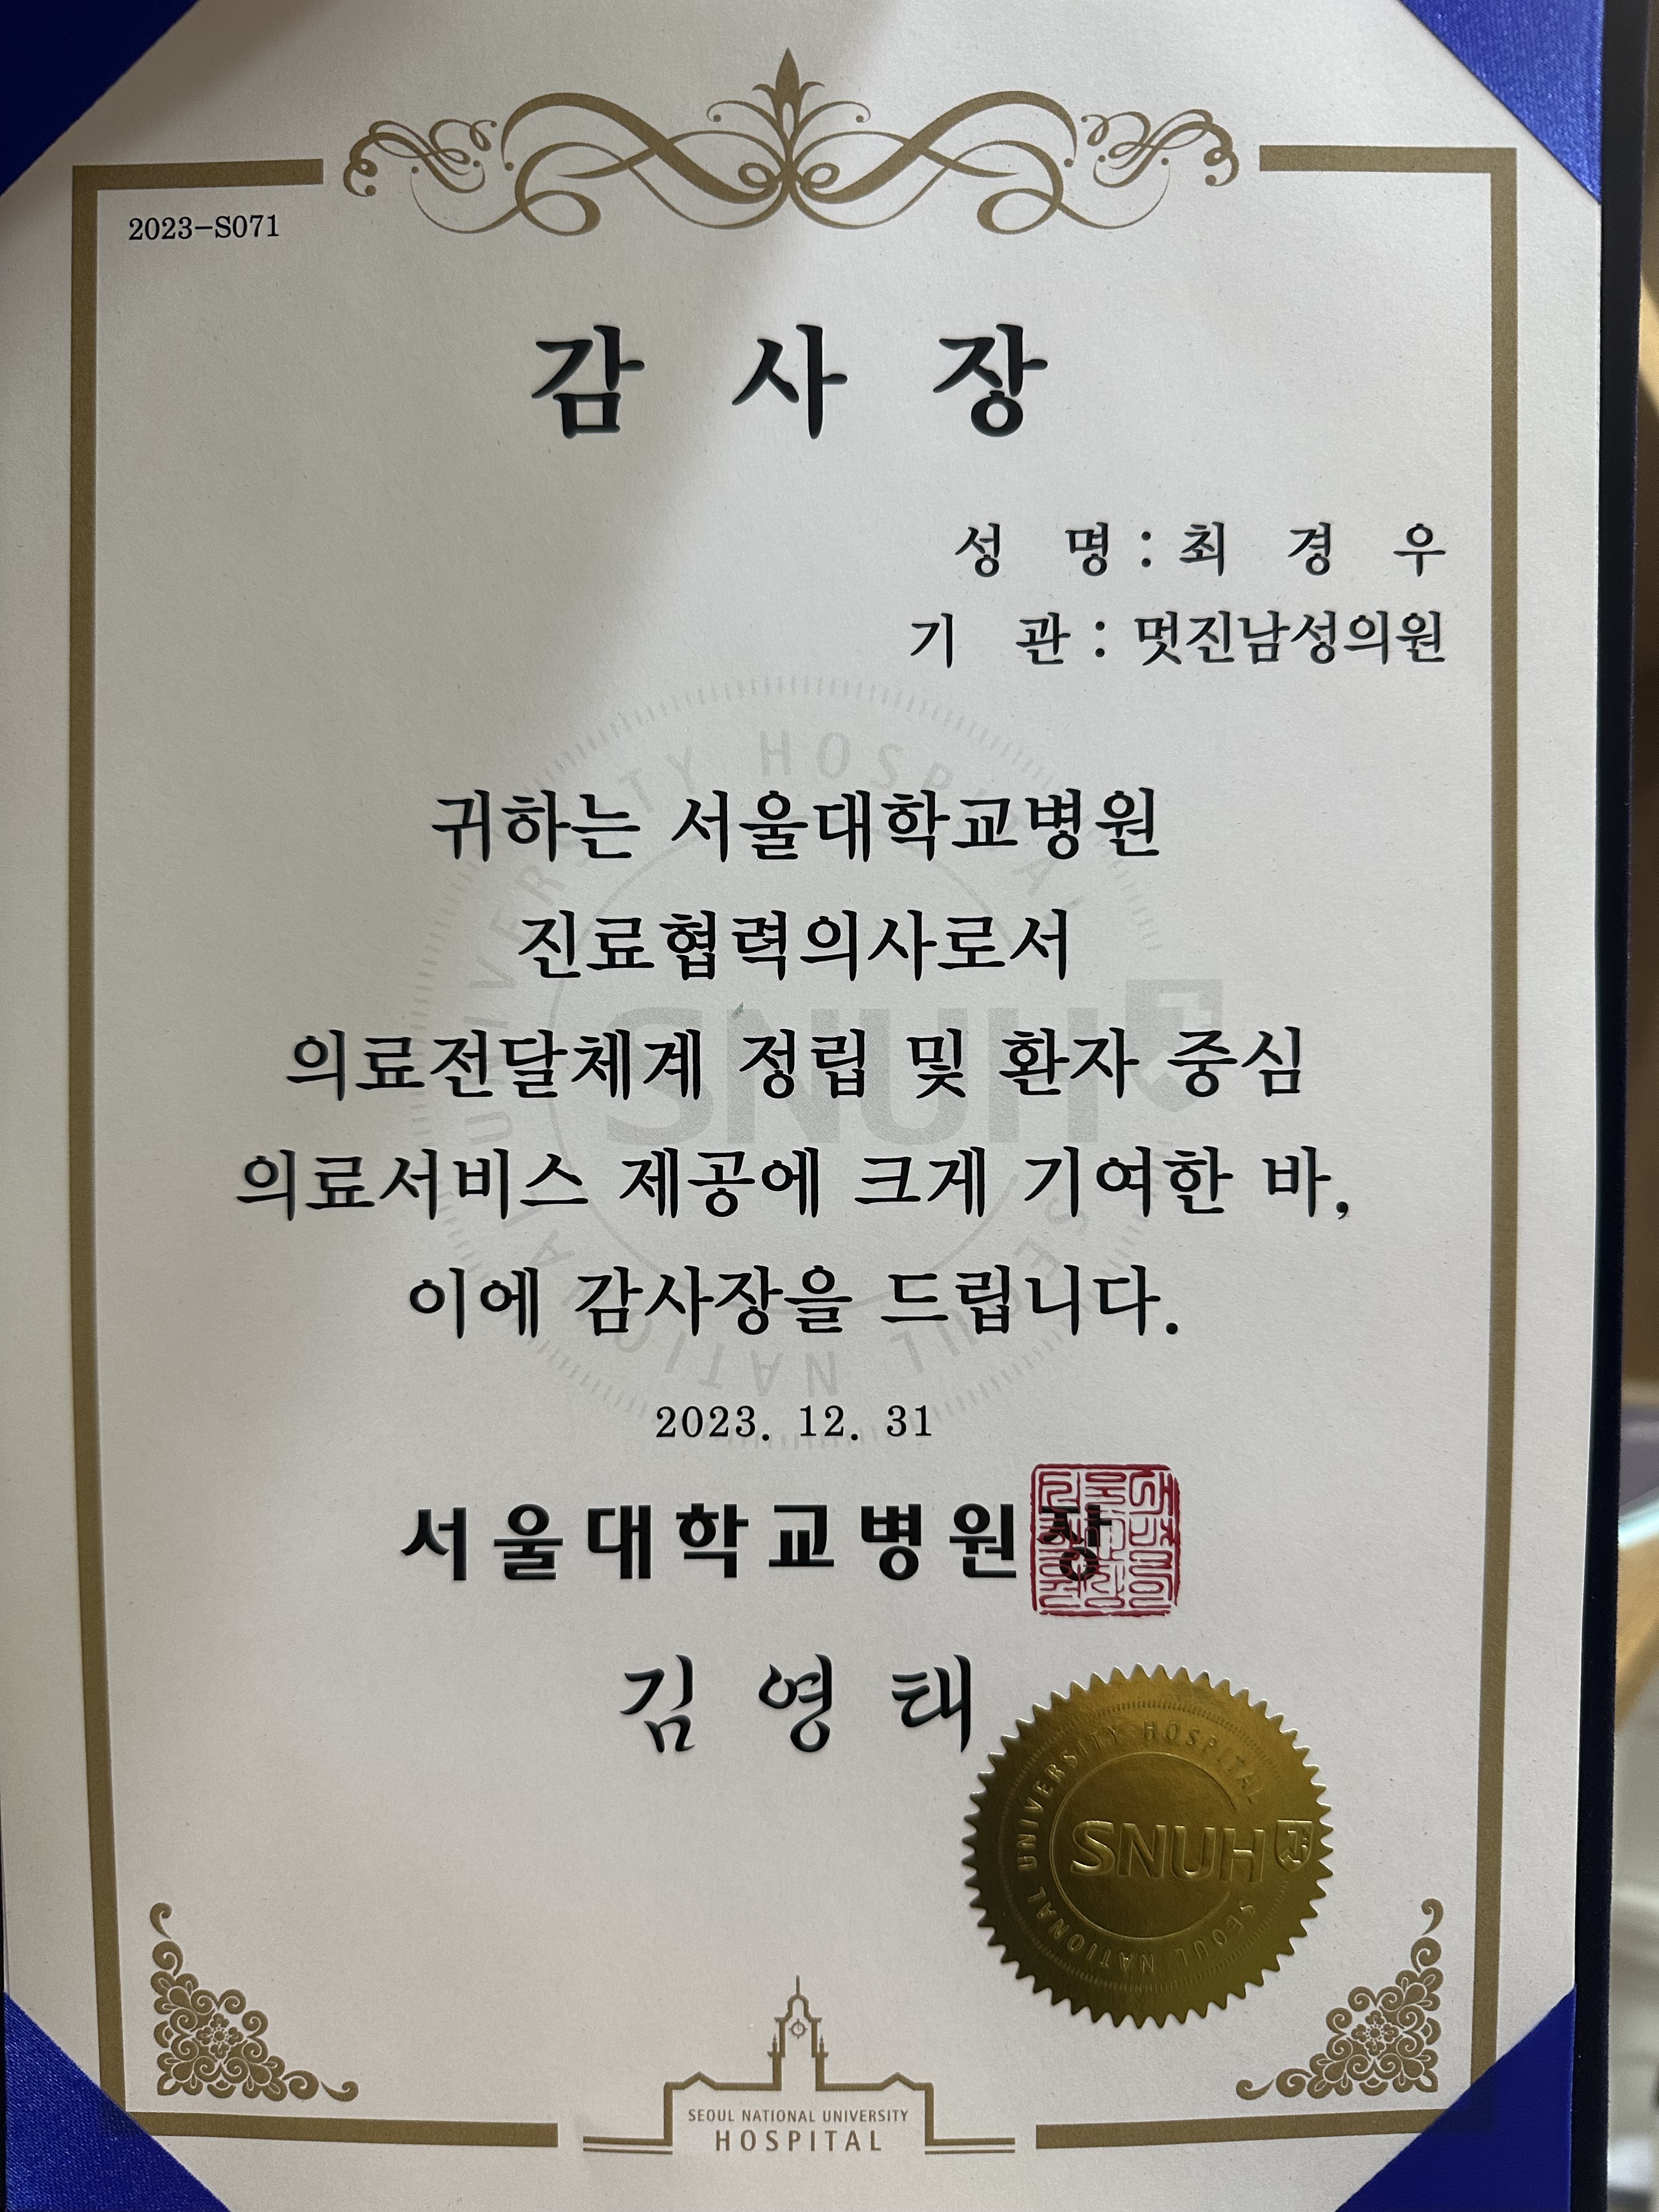 2023-S071
감 사 장
성 명 : 최 경 우
기 관 : 멋진남성의원
귀하는 서울대학교병원
진료협력의사로서
의료전달체계 정립 및 환자 중심
의료서비스 제공에 크게 기여한 바,
이에 감사장을 드립니다.
2023. 12. 31
서울대학교병원장
김 영 태
SEOUL NATIONAL UNIVERSITY HOSPITAL
SNUH
SEOUL NATIONAL UNIVERSITY HOSPITAL
SNUH
SEOUL NATIONAL UNIVERSITY
HOSPITAL